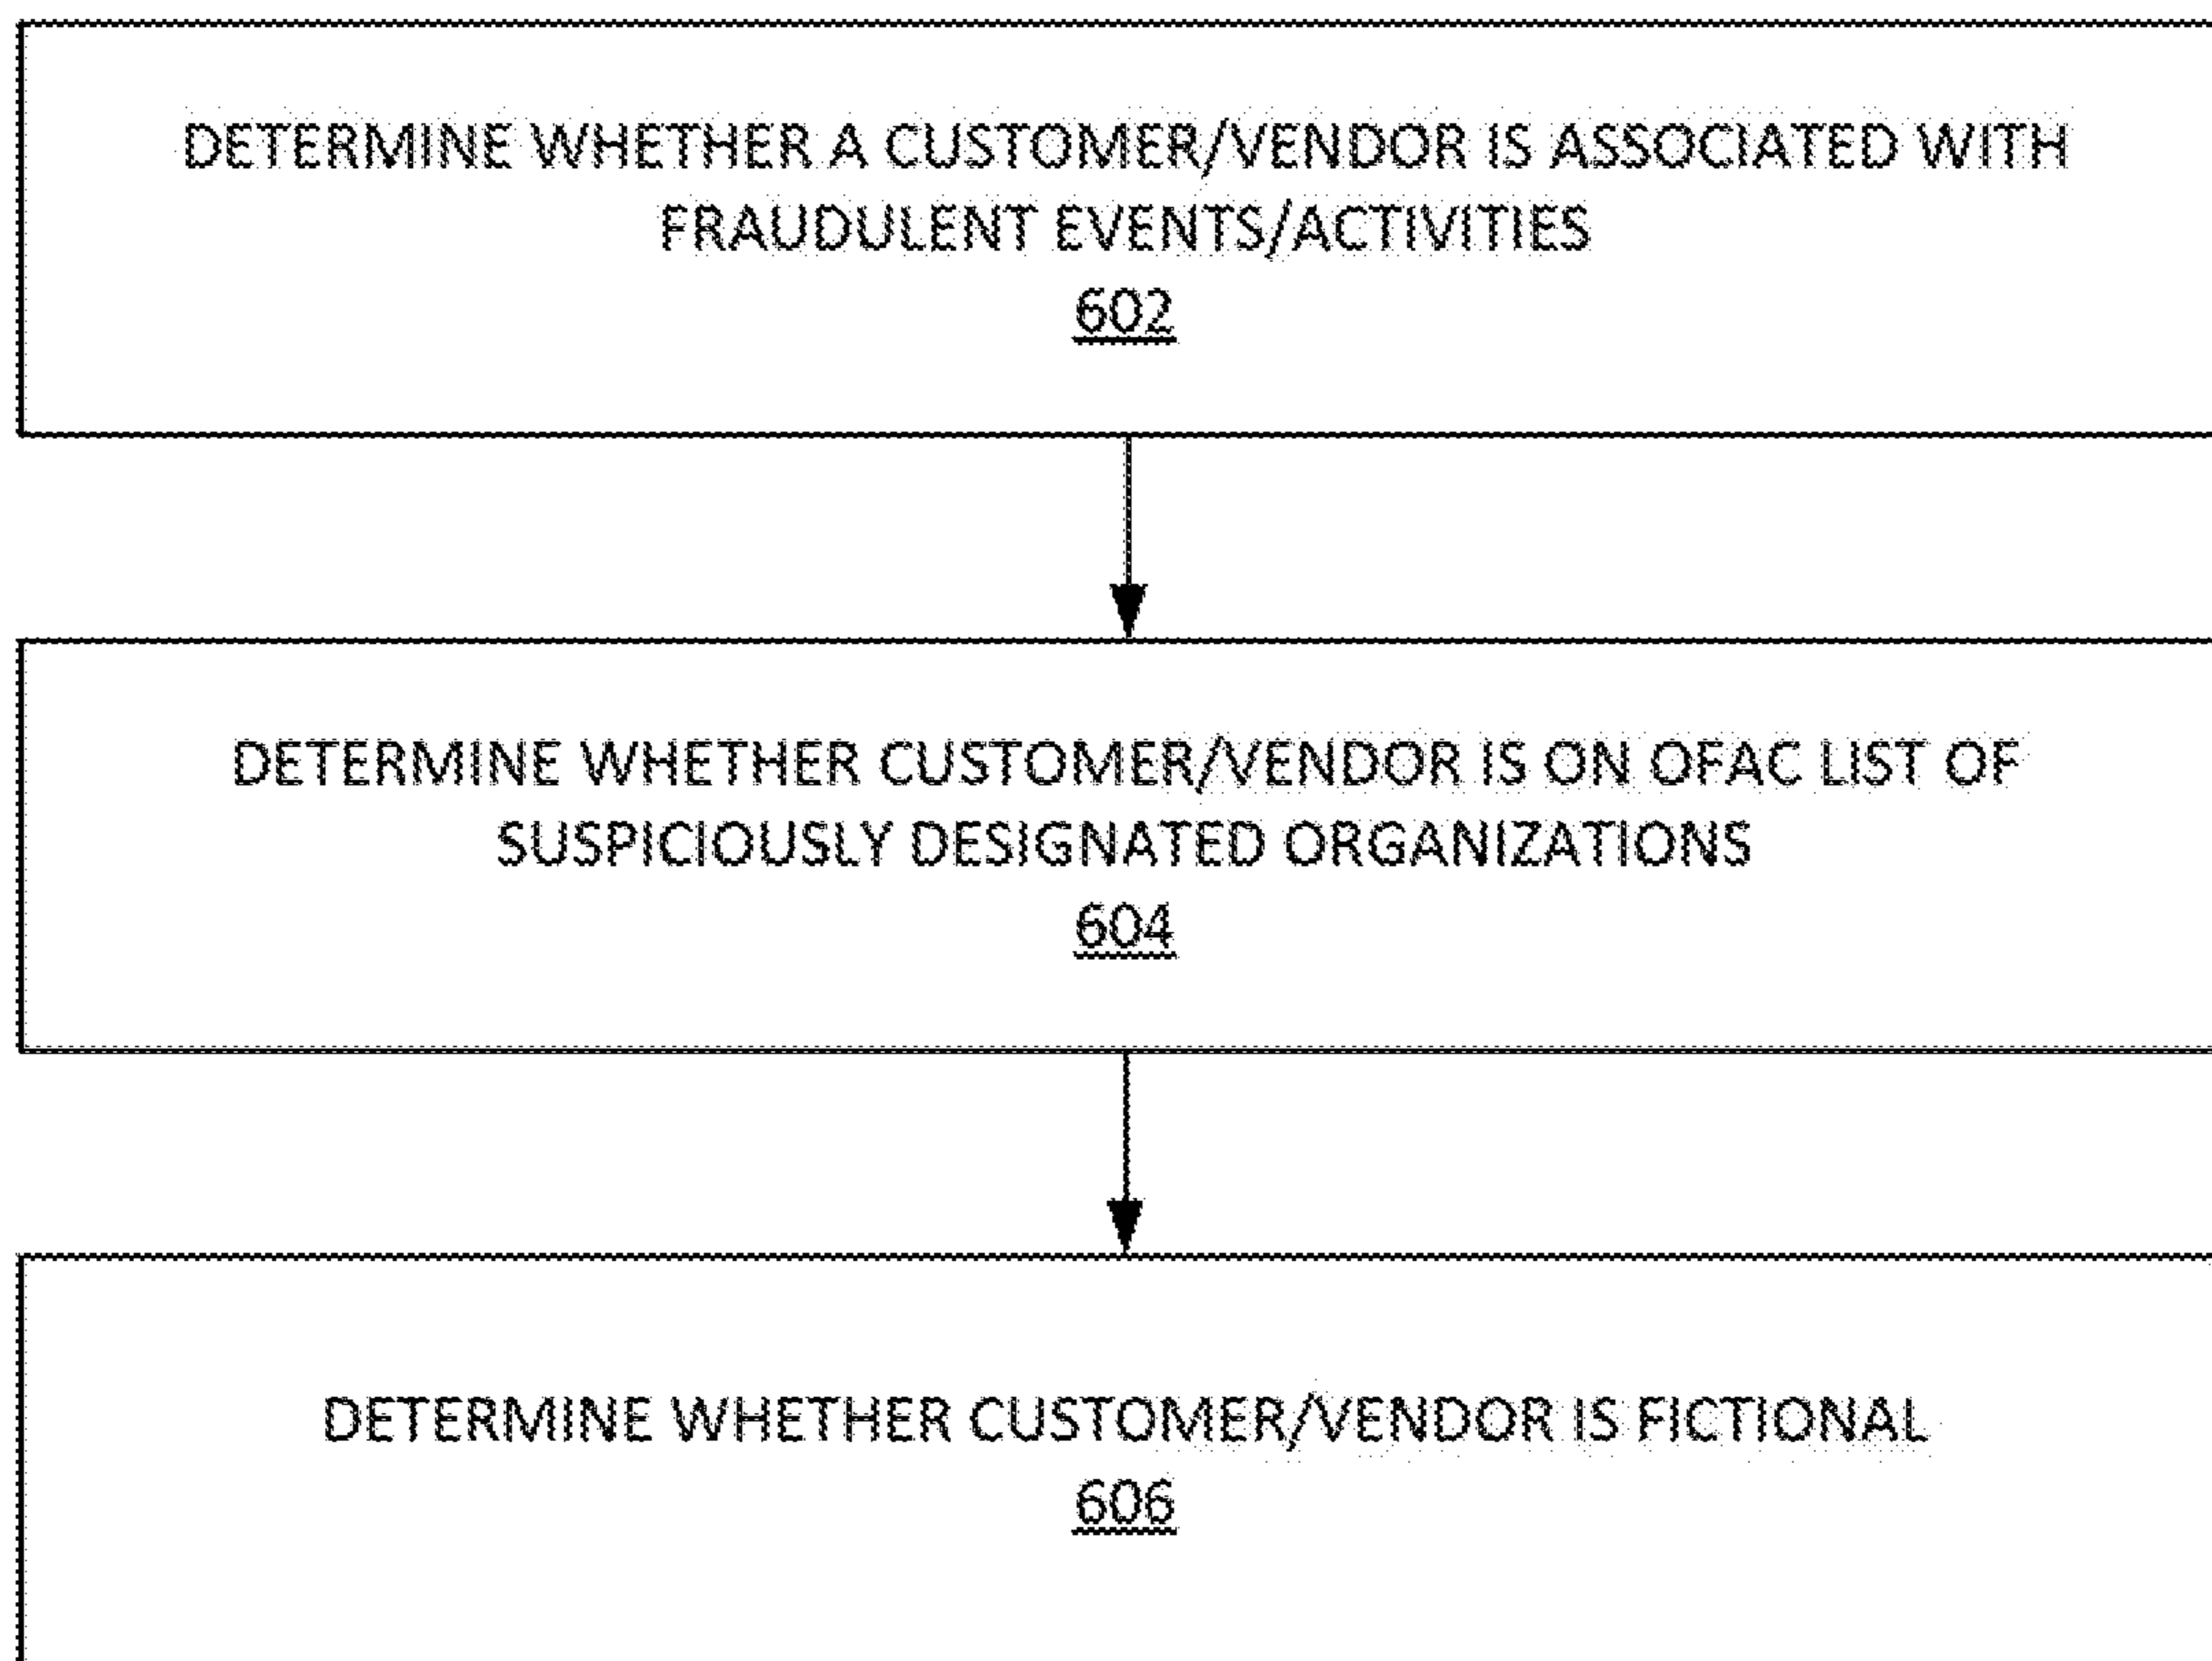 DETERMINE WHETHER A CUSTOMER/VENDOR IS ASSOCIATED WITH
FRAUDULENT EVENTS/ACTIVITIES
602
DETERMINE WHETHER CUSTOMER/VENDOR IS ON OFAC LIST OF
SUSPICIOUSLY DESIGNATED ORGANIZATIONS
604
DETERMINE WHETHER CUSTOMER/VENDOR IS FICTIONAL
606